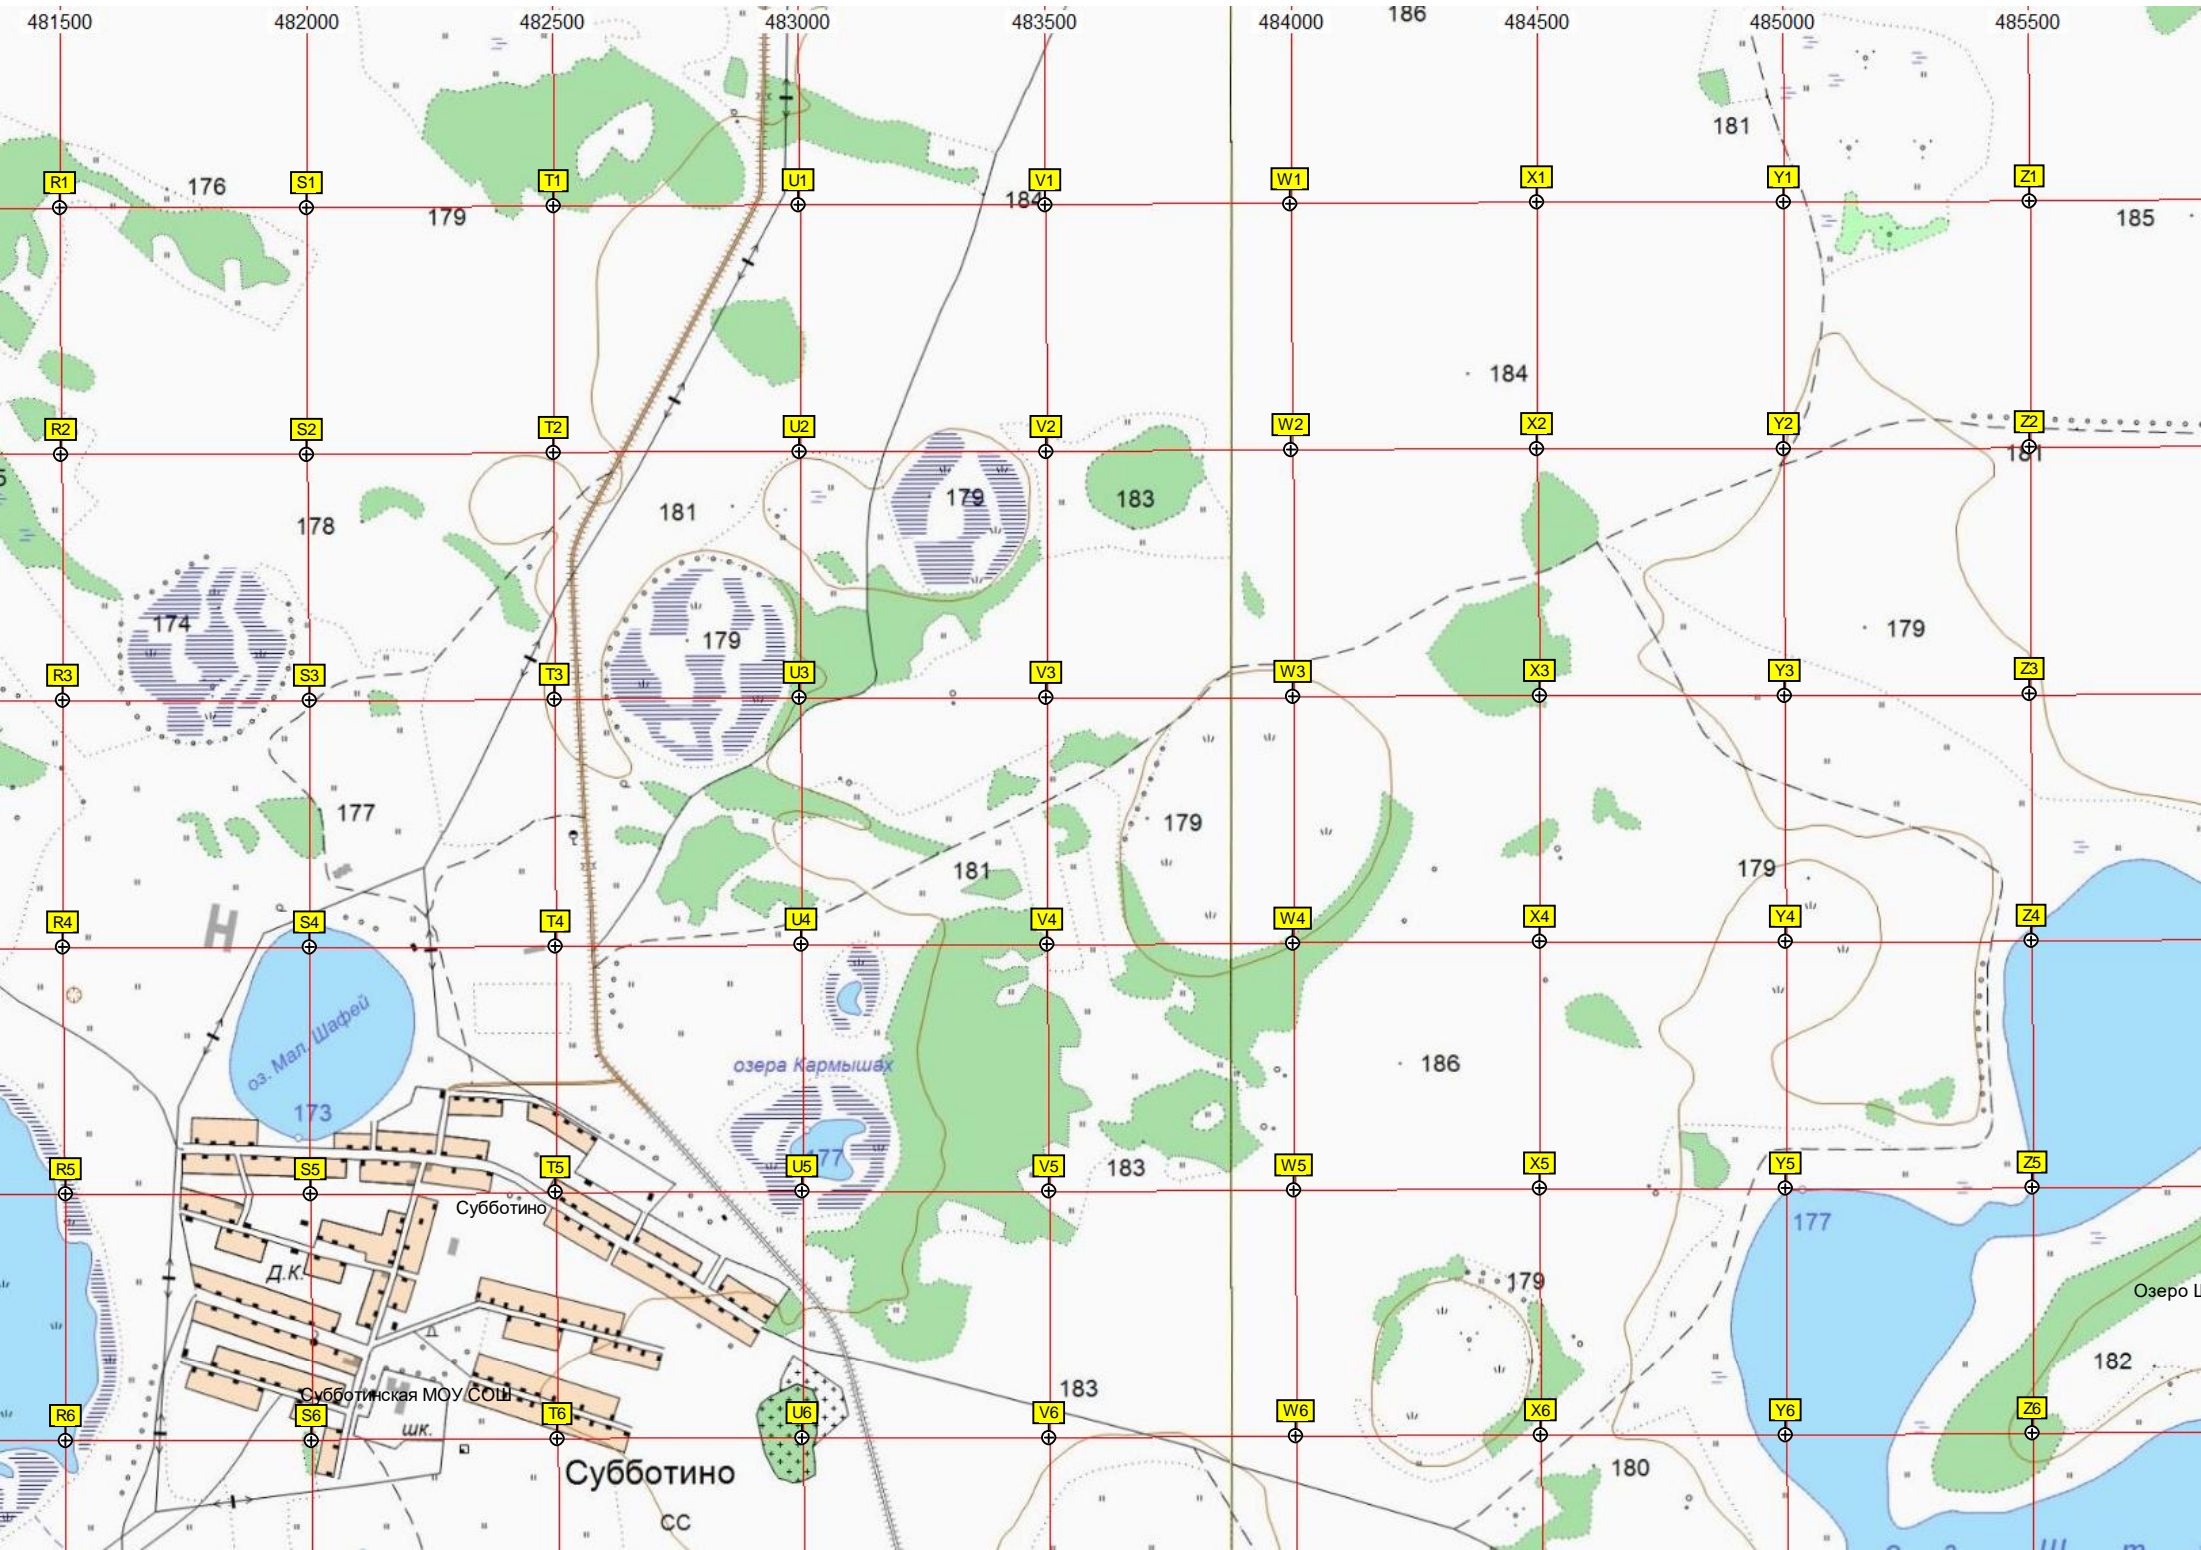 481500 482000 482500 483000 483500 484000 484500 485000 485500
186
181
R1 176 S1 T1 U1 V1 W1 X1 Y1 Z1
179 184 185
184
R2 S2 T2 U2 V2 W2 X2 Y2 Z2
181
178 181 179 183
174 179 179
R3 S3 T3 U3 V3 W3 X3 Y3 Z3
177 179
181 179
R4 S4 T4 U4 V4 W4 X4 Y4 Z4
оз. Мал. Шафей
173
озера Кармышах
186
177 183
R5 S5 T5 U5 V5 W5 X5 Y5 Z5
Субботино
177
Д.К.
179
Озеро Ш
182
183
Субботинская МОУ СОШ
R6 S6 T6 U6 V6 W6 X6 Y6 Z6
шк.
Субботино
180
СС